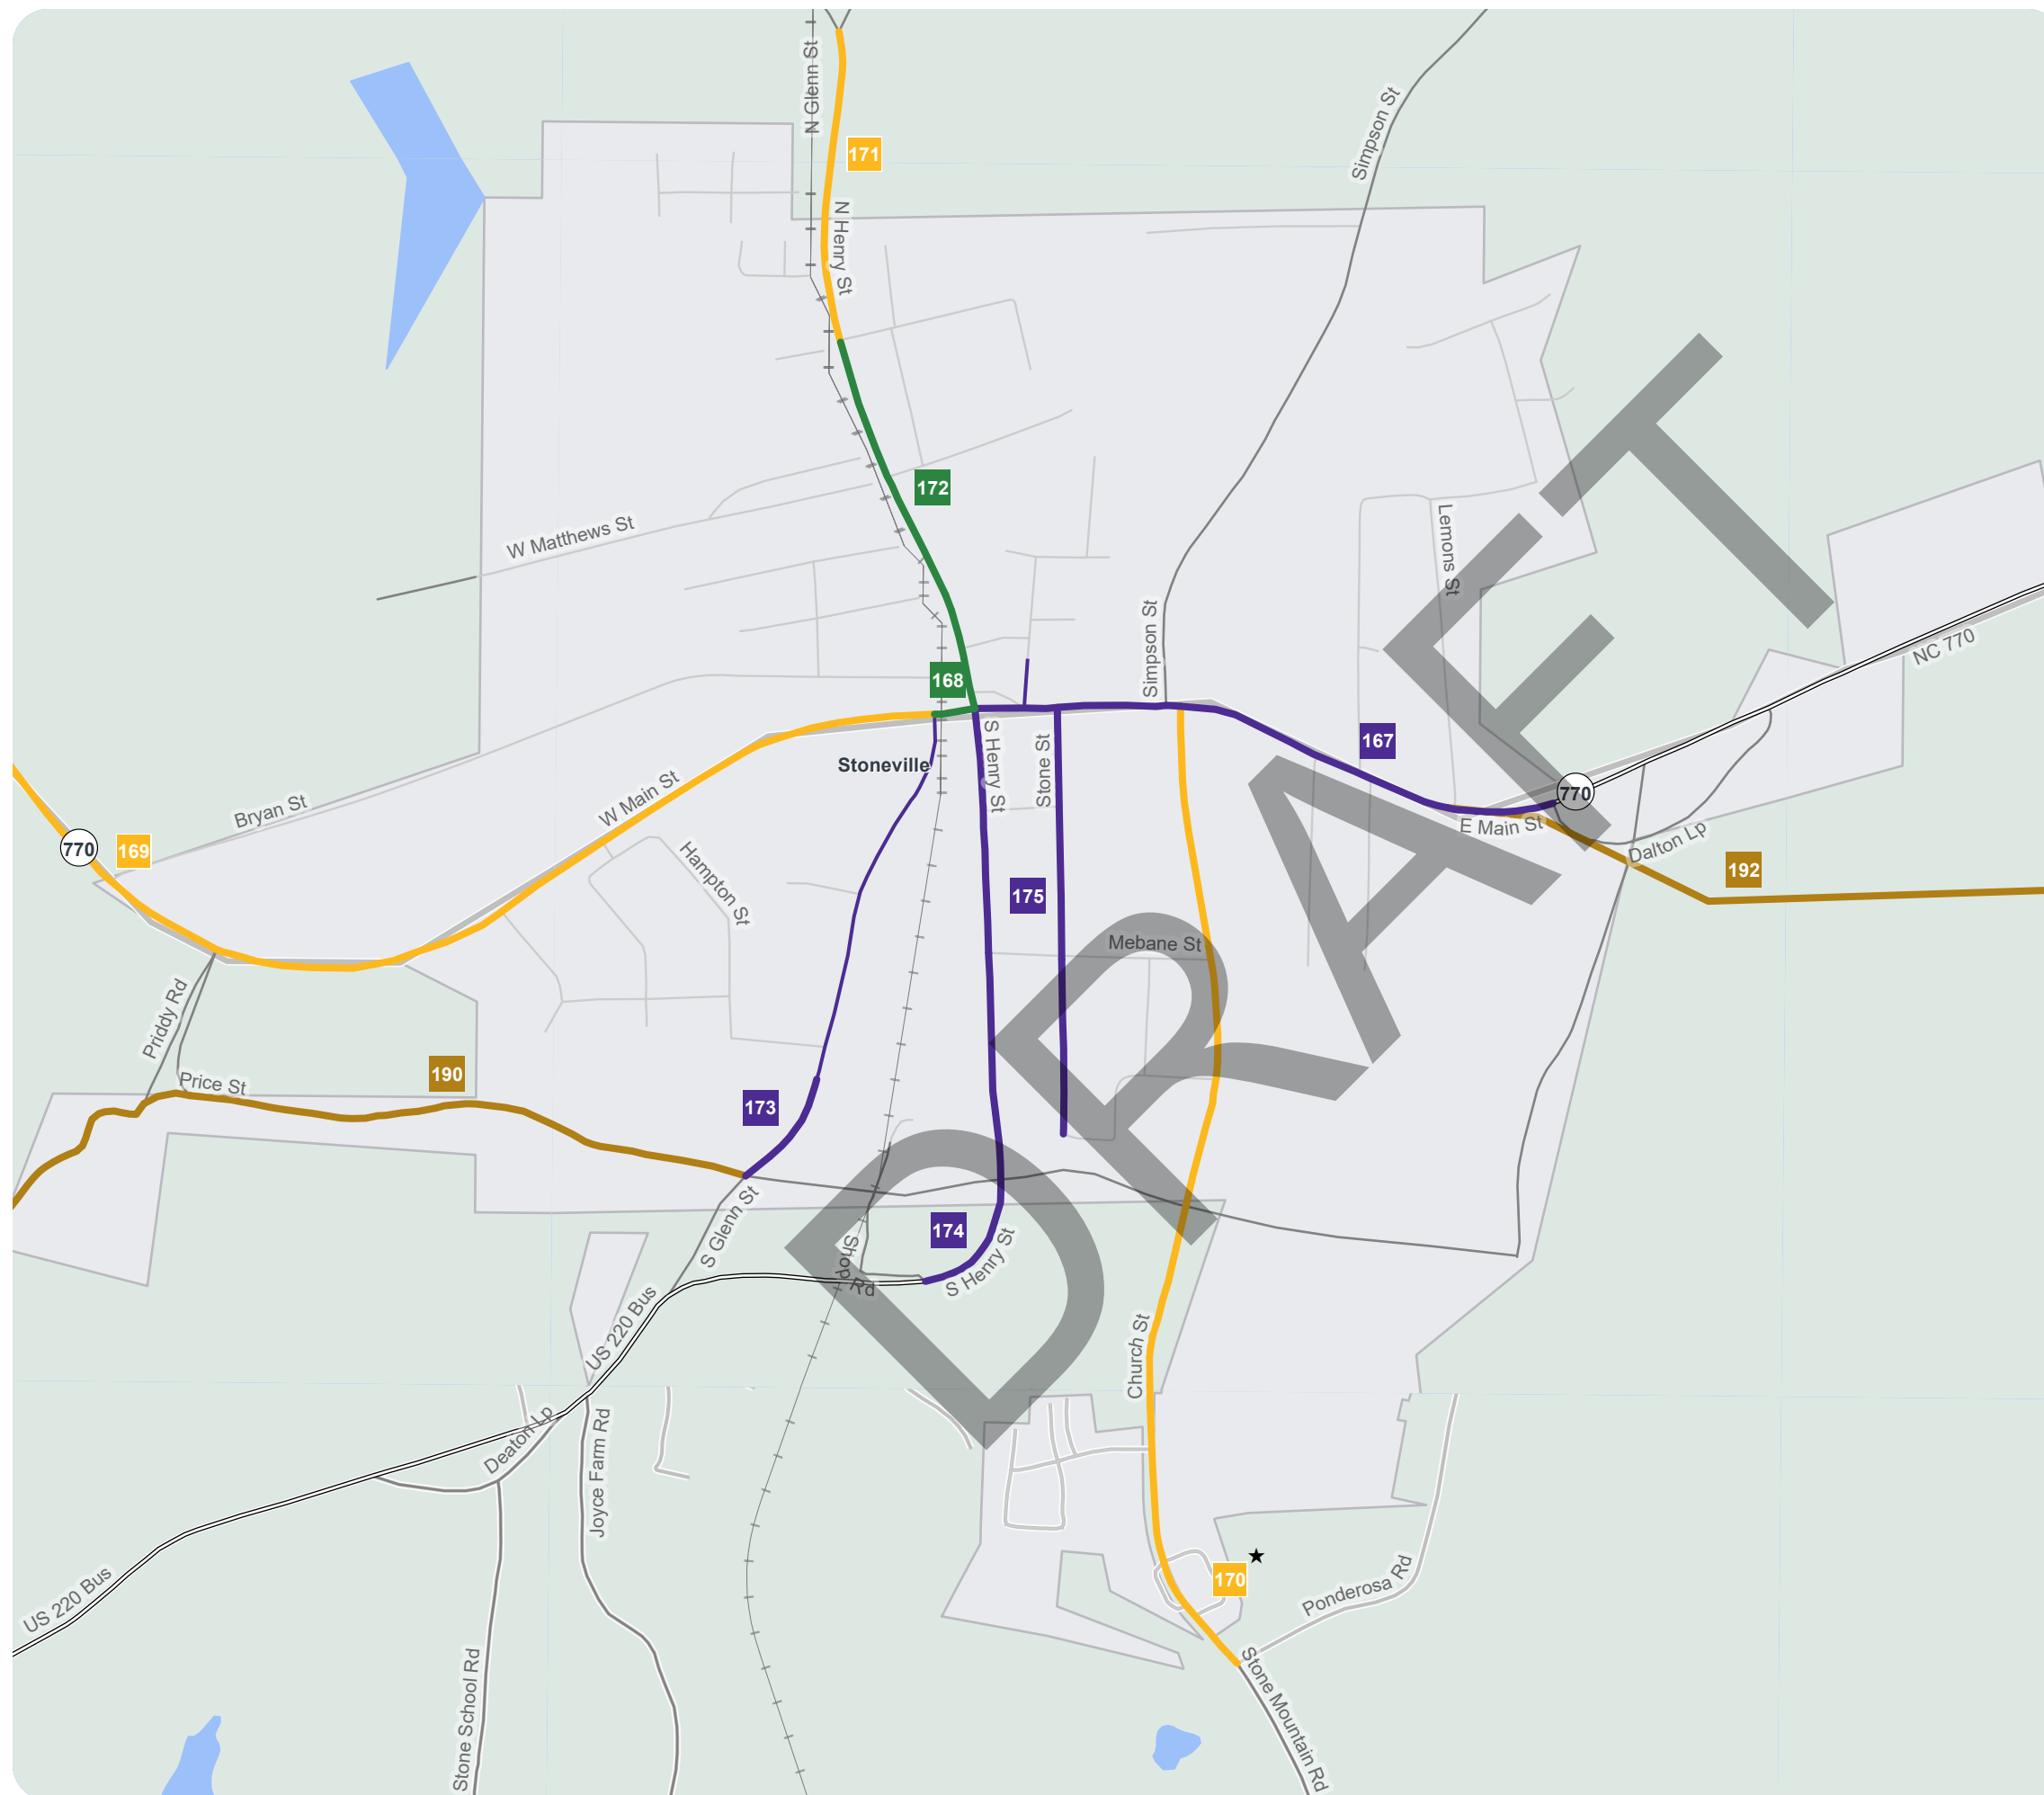 N Glenn St
171
N Henry St
Simpson St
172
W Matthews St
Lemons St
168
Simpson St
NC 770
167
770
E Main St
Dalton Lp
192
Stoneville
S Henry St
Stone St
W Main St
Bryan St
770
169
Hampton St
175
Mebane St
Priddy Rd
Price St
190
173
174
S Glenn St
Shop Rd
S Henry St
US 220 Bus
Church St
Deaton Lp
Joyce Farm Rd
US 220 Bus
Stone School Rd
170
★
Ponderosa Rd
Stone Mountain Rd
DRAFT